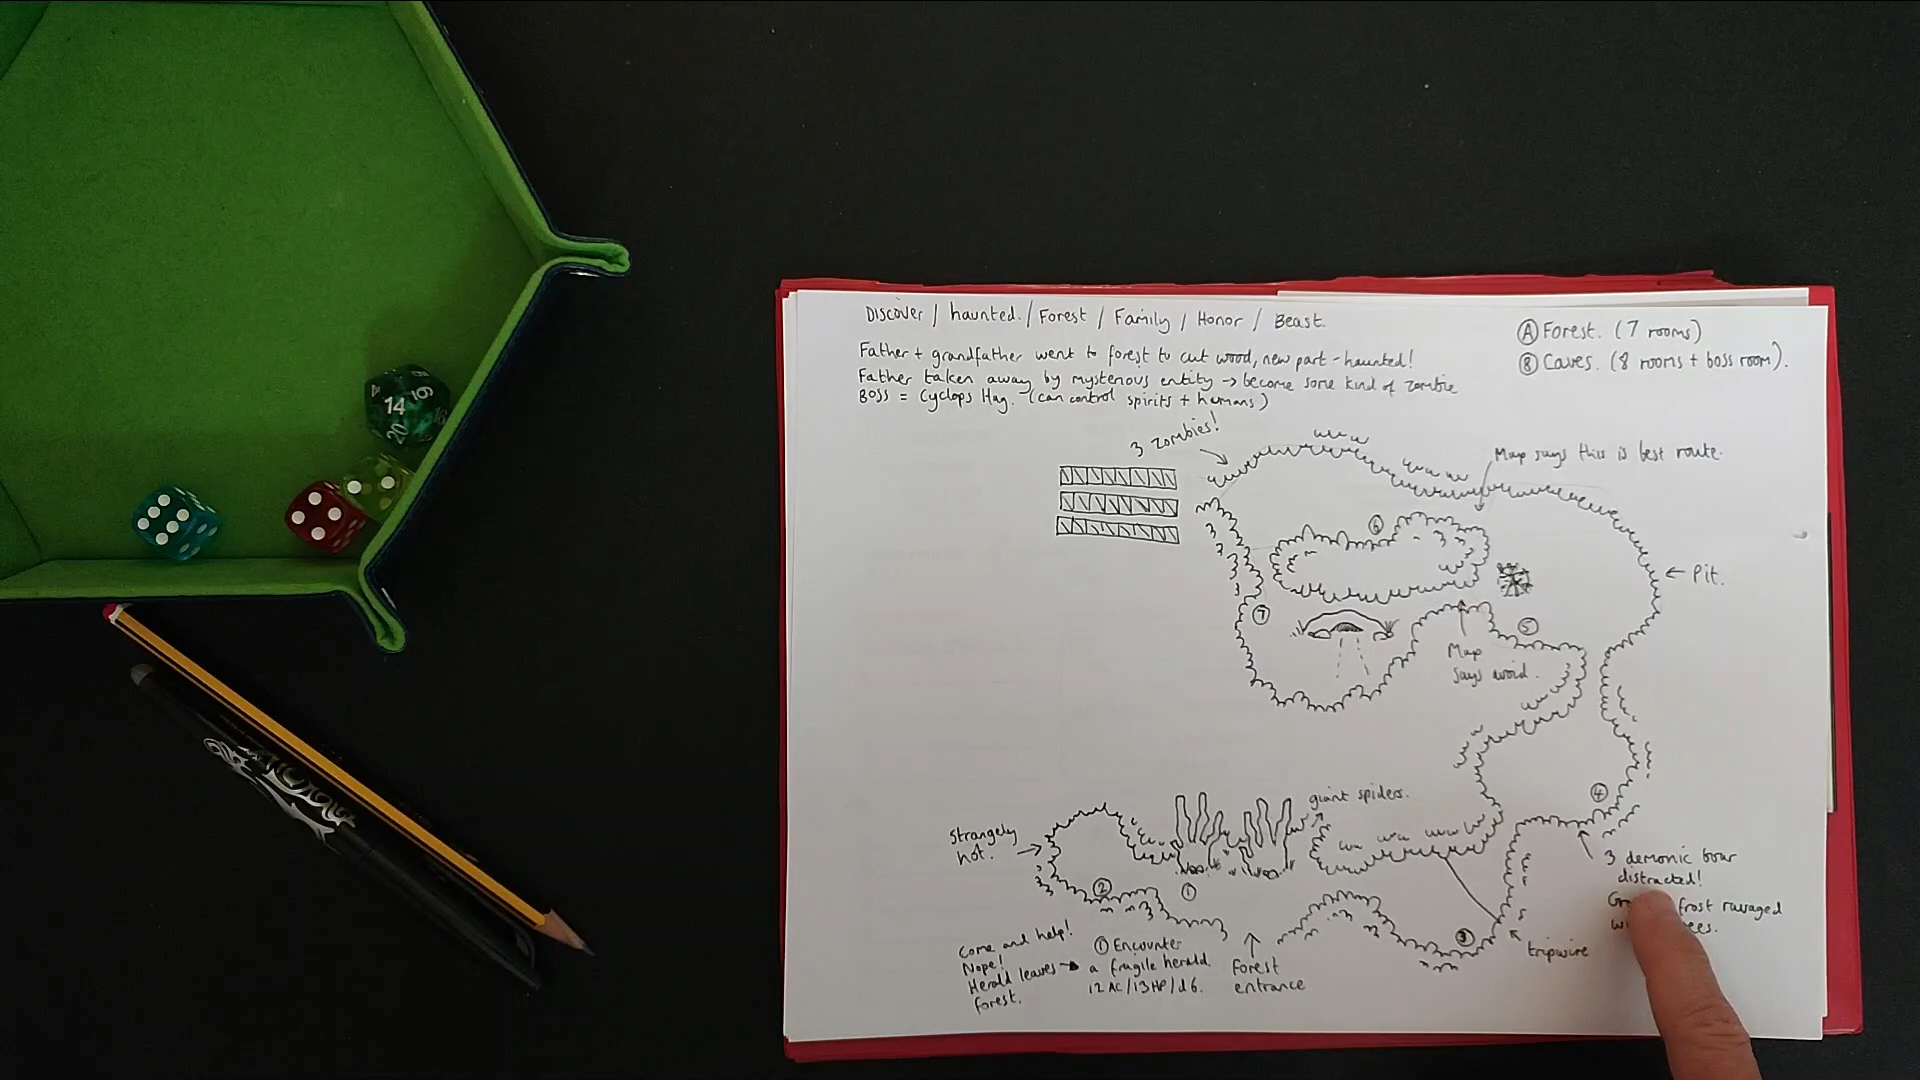 Discover / haunted. / Forest / Family / Honor / Beast.
Father + grandfather went to forest to cut wood, new part - haunted!
Father taken away by mysterous entity → become some kind of zombie
Boss = Cyclops Hag. - (can control spirits + humans)
Ⓐ Forest. (7 rooms)
Ⓑ Caves. (8 rooms + boss room).
3 zombies!
Map says this is best route.
⑥
← Pit.
⑦
⑤
Map
says avoid.
④
giant spiders.
strangely
hot. →
②
①
3 demonic boar
distracted!
frost ravaged
③
tripwire
Come and help!
Nope!
Herald leaves →
forest.
① Encounter
a fragile herald.
12 AC/13HP/d6.
Forest
entrance
14
20